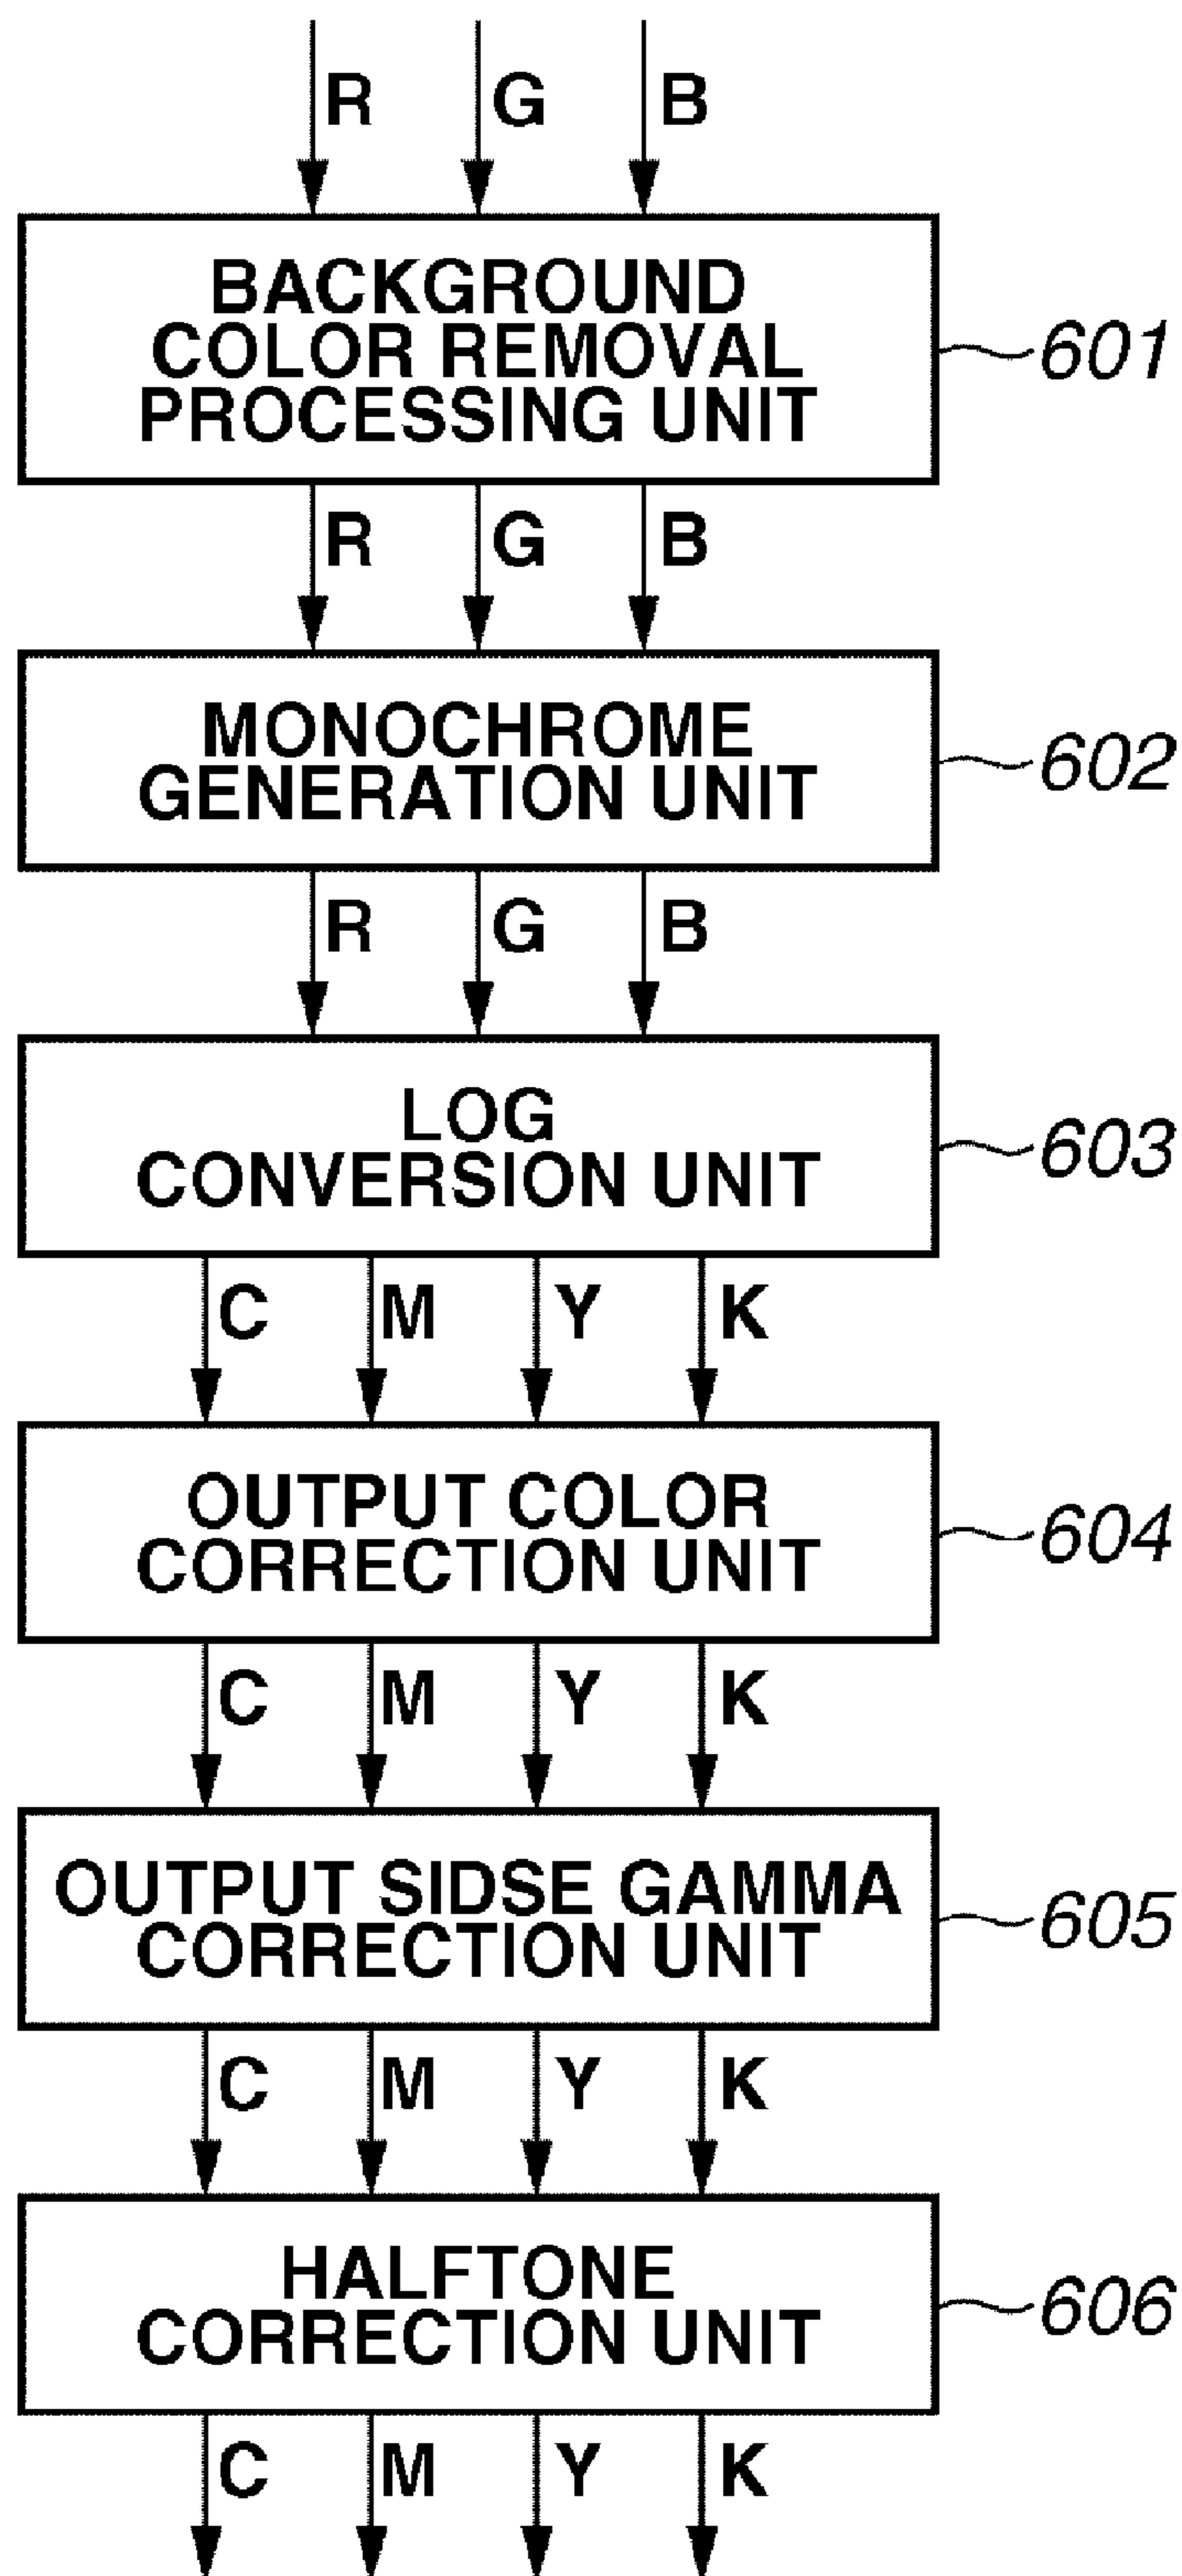 R G B
BACKGROUND
COLOR REMOVAL
PROCESSING UNIT
601
R G B
MONOCHROME
GENERATION UNIT
602
R G B
LOG
CONVERSION UNIT
603
C M Y K
OUTPUT COLOR
CORRECTION UNIT
604
C M Y K
OUTPUT SIDSE GAMMA
CORRECTION UNIT
605
C M Y K
HALFTONE
CORRECTION UNIT
606
C M Y K